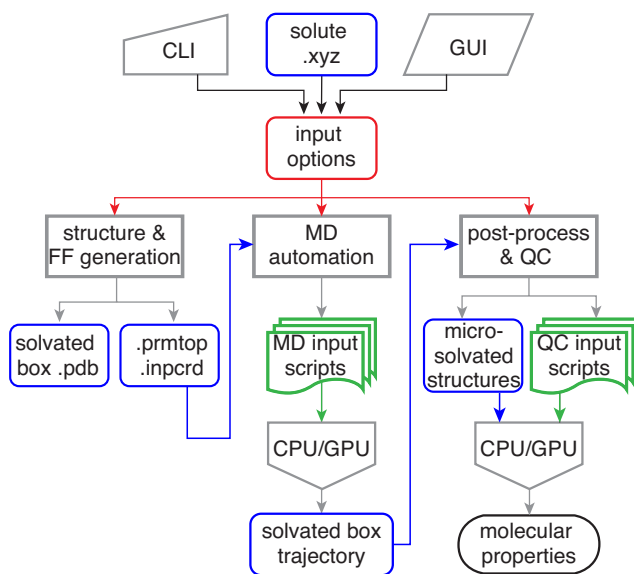 CLI
solute
.xyz
GUI
input
options
structure &
FF generation
MD
automation
post-process
& QC
solvated
box .pdb
.prmtop
.inpcrd
MD input
scripts
micro-
solvated
structures
QC input
scripts
CPU/GPU
CPU/GPU
solvated box
trajectory
molecular
properties